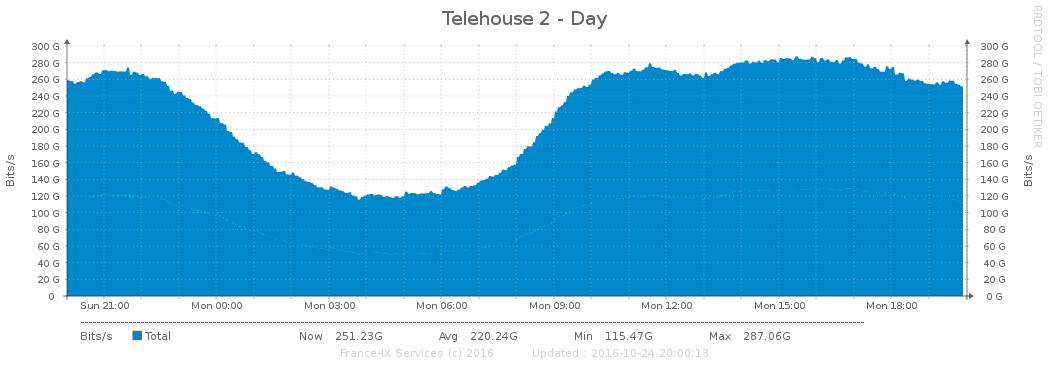 Telehouse 2 - Day
RRDTOOL / TOBI OETIKER
Bits/s
Bits/s
300 G 300 G
280 G 280 G
260 G 260 G
240 G 240 G
220 G 220 G
200 G 200 G
180 G 180 G
160 G 160 G
140 G 140 G
120 G 120 G
100 G 100 G
80 G 80 G
60 G 60 G
40 G 40 G
20 G 20 G
0 0 G
Sun 21:00 Mon 00:00 Mon 03:00 Mon 06:00 Mon 09:00 Mon 12:00 Mon 15:00 Mon 18:00
Bits/s Total Now 251.23G Avg 220.24G Min 115.47G Max 287.06G
France-IX Services (c) 2016 Updated : 2016-10-24 20:00:13